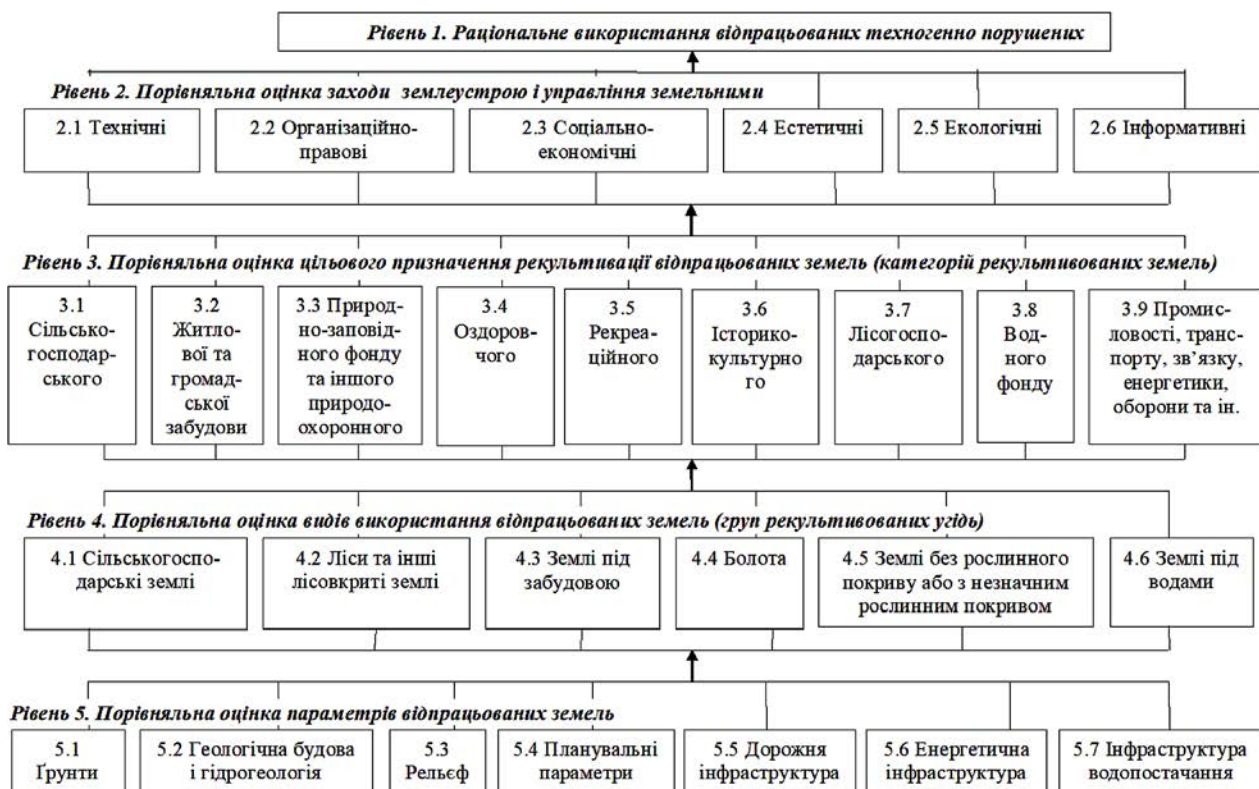 Рівень 1. Раціональне використання відпрацьованих техногенно порушених
Рівень 2. Порівняльна оцінка заходи землеустрою і управління земельними
2.1 Технічні
2.2 Організаційно-
правові
2.3 Соціально-
економічні
2.4 Естетичні
2.5 Екологічні
2.6 Інформативні
Рівень 3. Порівняльна оцінка цільового призначення рекультивації відпрацьованих земель (категорій рекультивованих земель)
3.1
Сільсько-
господар-
ського
3.2
Житло-
вої та
громад-
ської
забудови
3.3 Природ-
но-заповід-
ного фонду
та іншого
природо-
охоронного
3.4
Оздоров-
чого
3.5
Рекреа-
ційного
3.6
Історико-
культурно
го
3.7
Лісогоспо-
дарського
3.8
Вод-
ного
фонду
3.9 Промис-
ловості, транс-
порту, зв’язку,
енергетики,
оборони та ін.
Рівень 4. Порівняльна оцінка видів використання відпрацьованих земель (груп рекультивованих угідь)
4.1 Сільськогоспо-
дарські землі
4.2 Ліси та інші
лісовкриті землі
4.3 Землі під
забудовою
4.4 Болота
4.5 Землі без рослинного
покриву або з незначним
рослинним покривом
4.6 Землі під
водами
Рівень 5. Порівняльна оцінка параметрів відпрацьованих земель
5.1
Ґрунти
5.2 Геологічна будова
і гідрогеологія
5.3
Рельєф
5.4 Планувальні
параметри
5.5 Дорожня
інфраструктура
5.6 Енергетична
інфраструктура
5.7 Інфраструктура
водопостачання